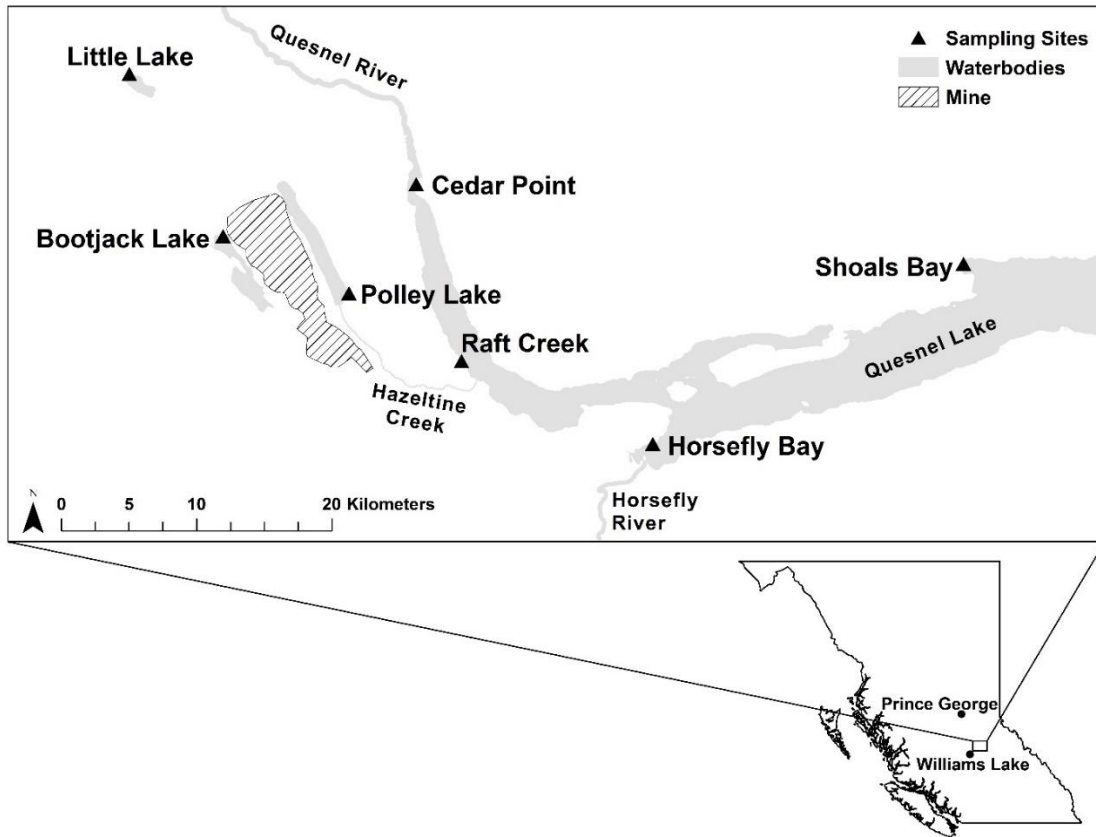 Little Lake
Quesnel River
Sampling Sites
Waterbodies
Mine
Cedar Point
Bootjack Lake
Shoals Bay
Polley Lake
Raft Creek
Quesnel Lake
Hazeltine
Creek
Horsefly Bay
Horsefly
River
N
0 5 10 20 Kilometers
Prince George
Williams Lake